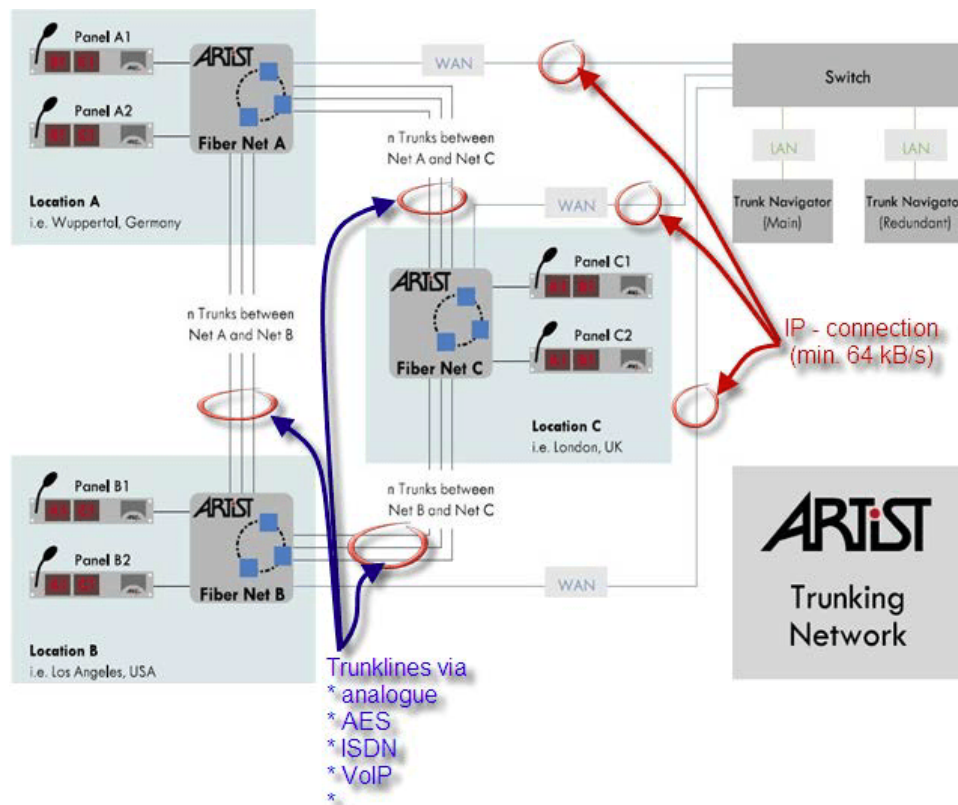 Panel A1
ARTiST
WAN
Switch
Panel A2
Fiber Net A
n Trunks between
Net A and Net C
LAN
LAN
Location A
i.e. Wuppertal, Germany
WAN
Trunk Navigator
(Main)
Trunk Navigator
(Redundant)
Panel C1
ARTiST
n Trunks between
Net A and Net B
Panel C2
Fiber Net C
IP - connection
(min. 64 kB/s)
Location C
i.e. London, UK
Panel B1
n Trunks between
Net B and Net C
ARTiST
Panel B2
Fiber Net B
WAN
ARTiST
Trunking
Network
Location B
i.e. Los Angeles, USA
Trunklines via
* analogue
* AES
* ISDN
* VoIP
*